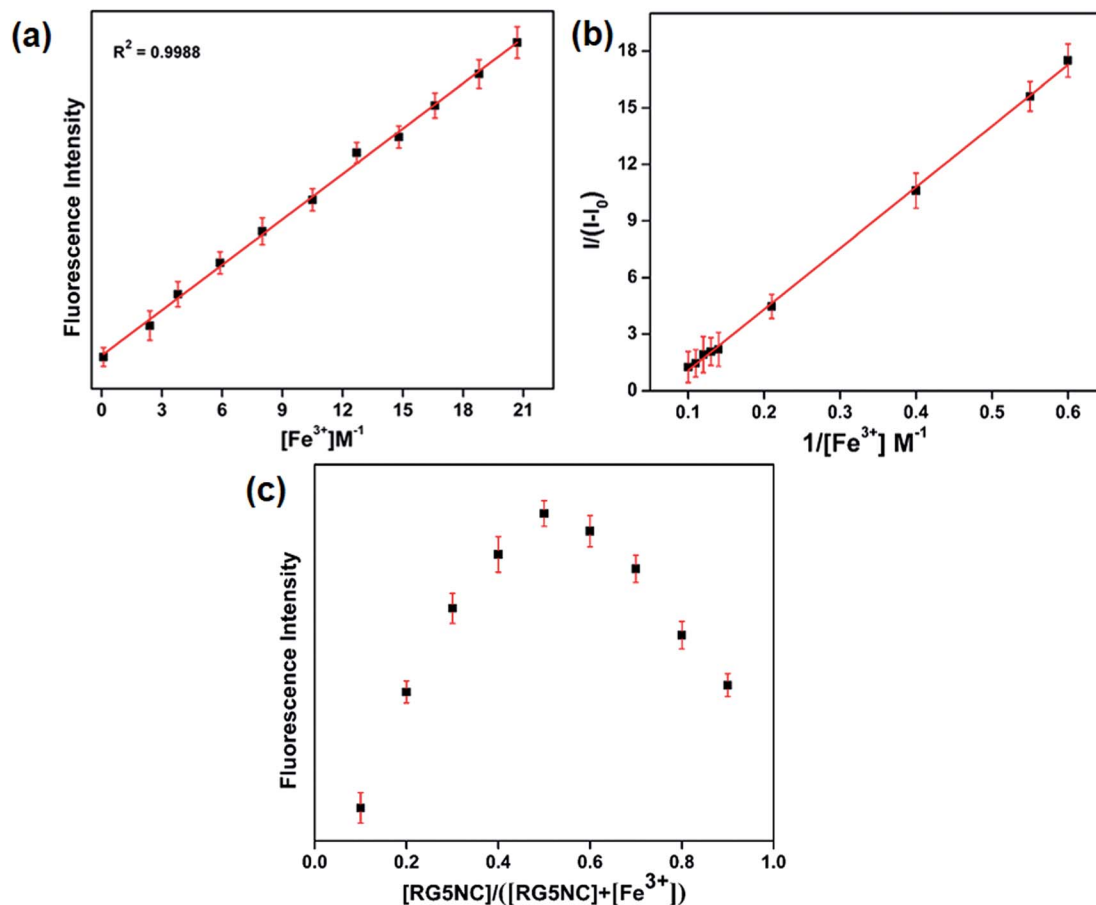 (a)
R² = 0.9988
Fluorescence Intensity
0 3 6 9 12 15 18 21
[Fe³⁺]M⁻¹
(b)
18
15
12
9
6
3
0
I/(I-I₀)
0.1 0.2 0.3 0.4 0.5 0.6
1/[Fe³⁺] M⁻¹
(c)
Fluorescence Intensity
0.0 0.2 0.4 0.6 0.8 1.0
[RG5NC]/([RG5NC]+[Fe³⁺])